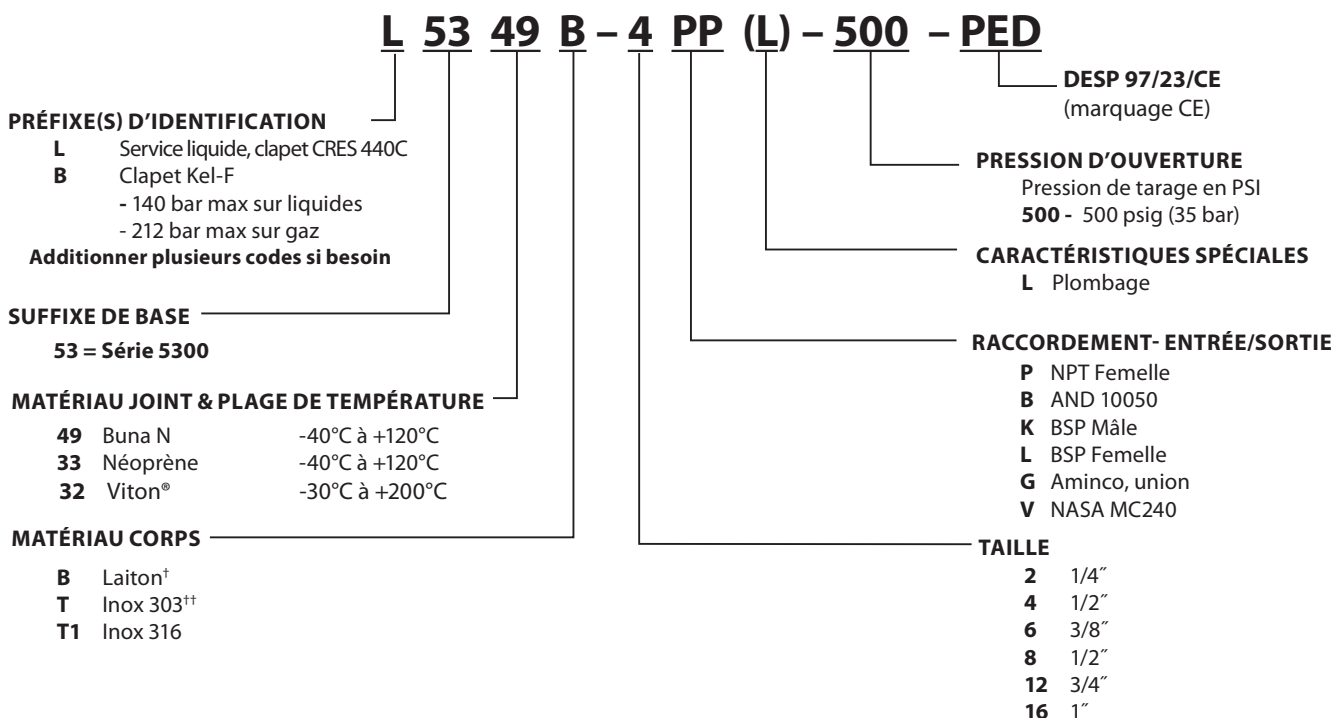 L 53 49 B – 4 PP (L) – 500 – PED
DESP 97/23/CE
(marquage CE)
PRÉFIXE(S) D'IDENTIFICATION
L Service liquide, clapet CRES 440C
B Clapet Kel-F
- 140 bar max sur liquides
- 212 bar max sur gaz
Additionner plusieurs codes si besoin
SUFFIXE DE BASE
53 = Série 5300
MATÉRIAU JOINT & PLAGE DE TEMPÉRATURE
49 Buna N -40°C à +120°C
33 Néoprène -40°C à +120°C
32 Viton® -30°C à +200°C
MATÉRIAU CORPS
B Laiton†
T Inox 303††
T1 Inox 316
PRESSION D'OUVERTURE
Pression de tarage en PSI
500 - 500 psig (35 bar)
CARACTÉRISTIQUES SPÉCIALES
L Plombage
RACCORDEMENT- ENTRÉE/SORTIE
P NPT Femelle
B AND 10050
K BSP Mâle
L BSP Femelle
G Aminco, union
V NASA MC240
TAILLE
2 1/4˝
4 1/2˝
6 3/8˝
8 1/2˝
12 3/4˝
16 1˝